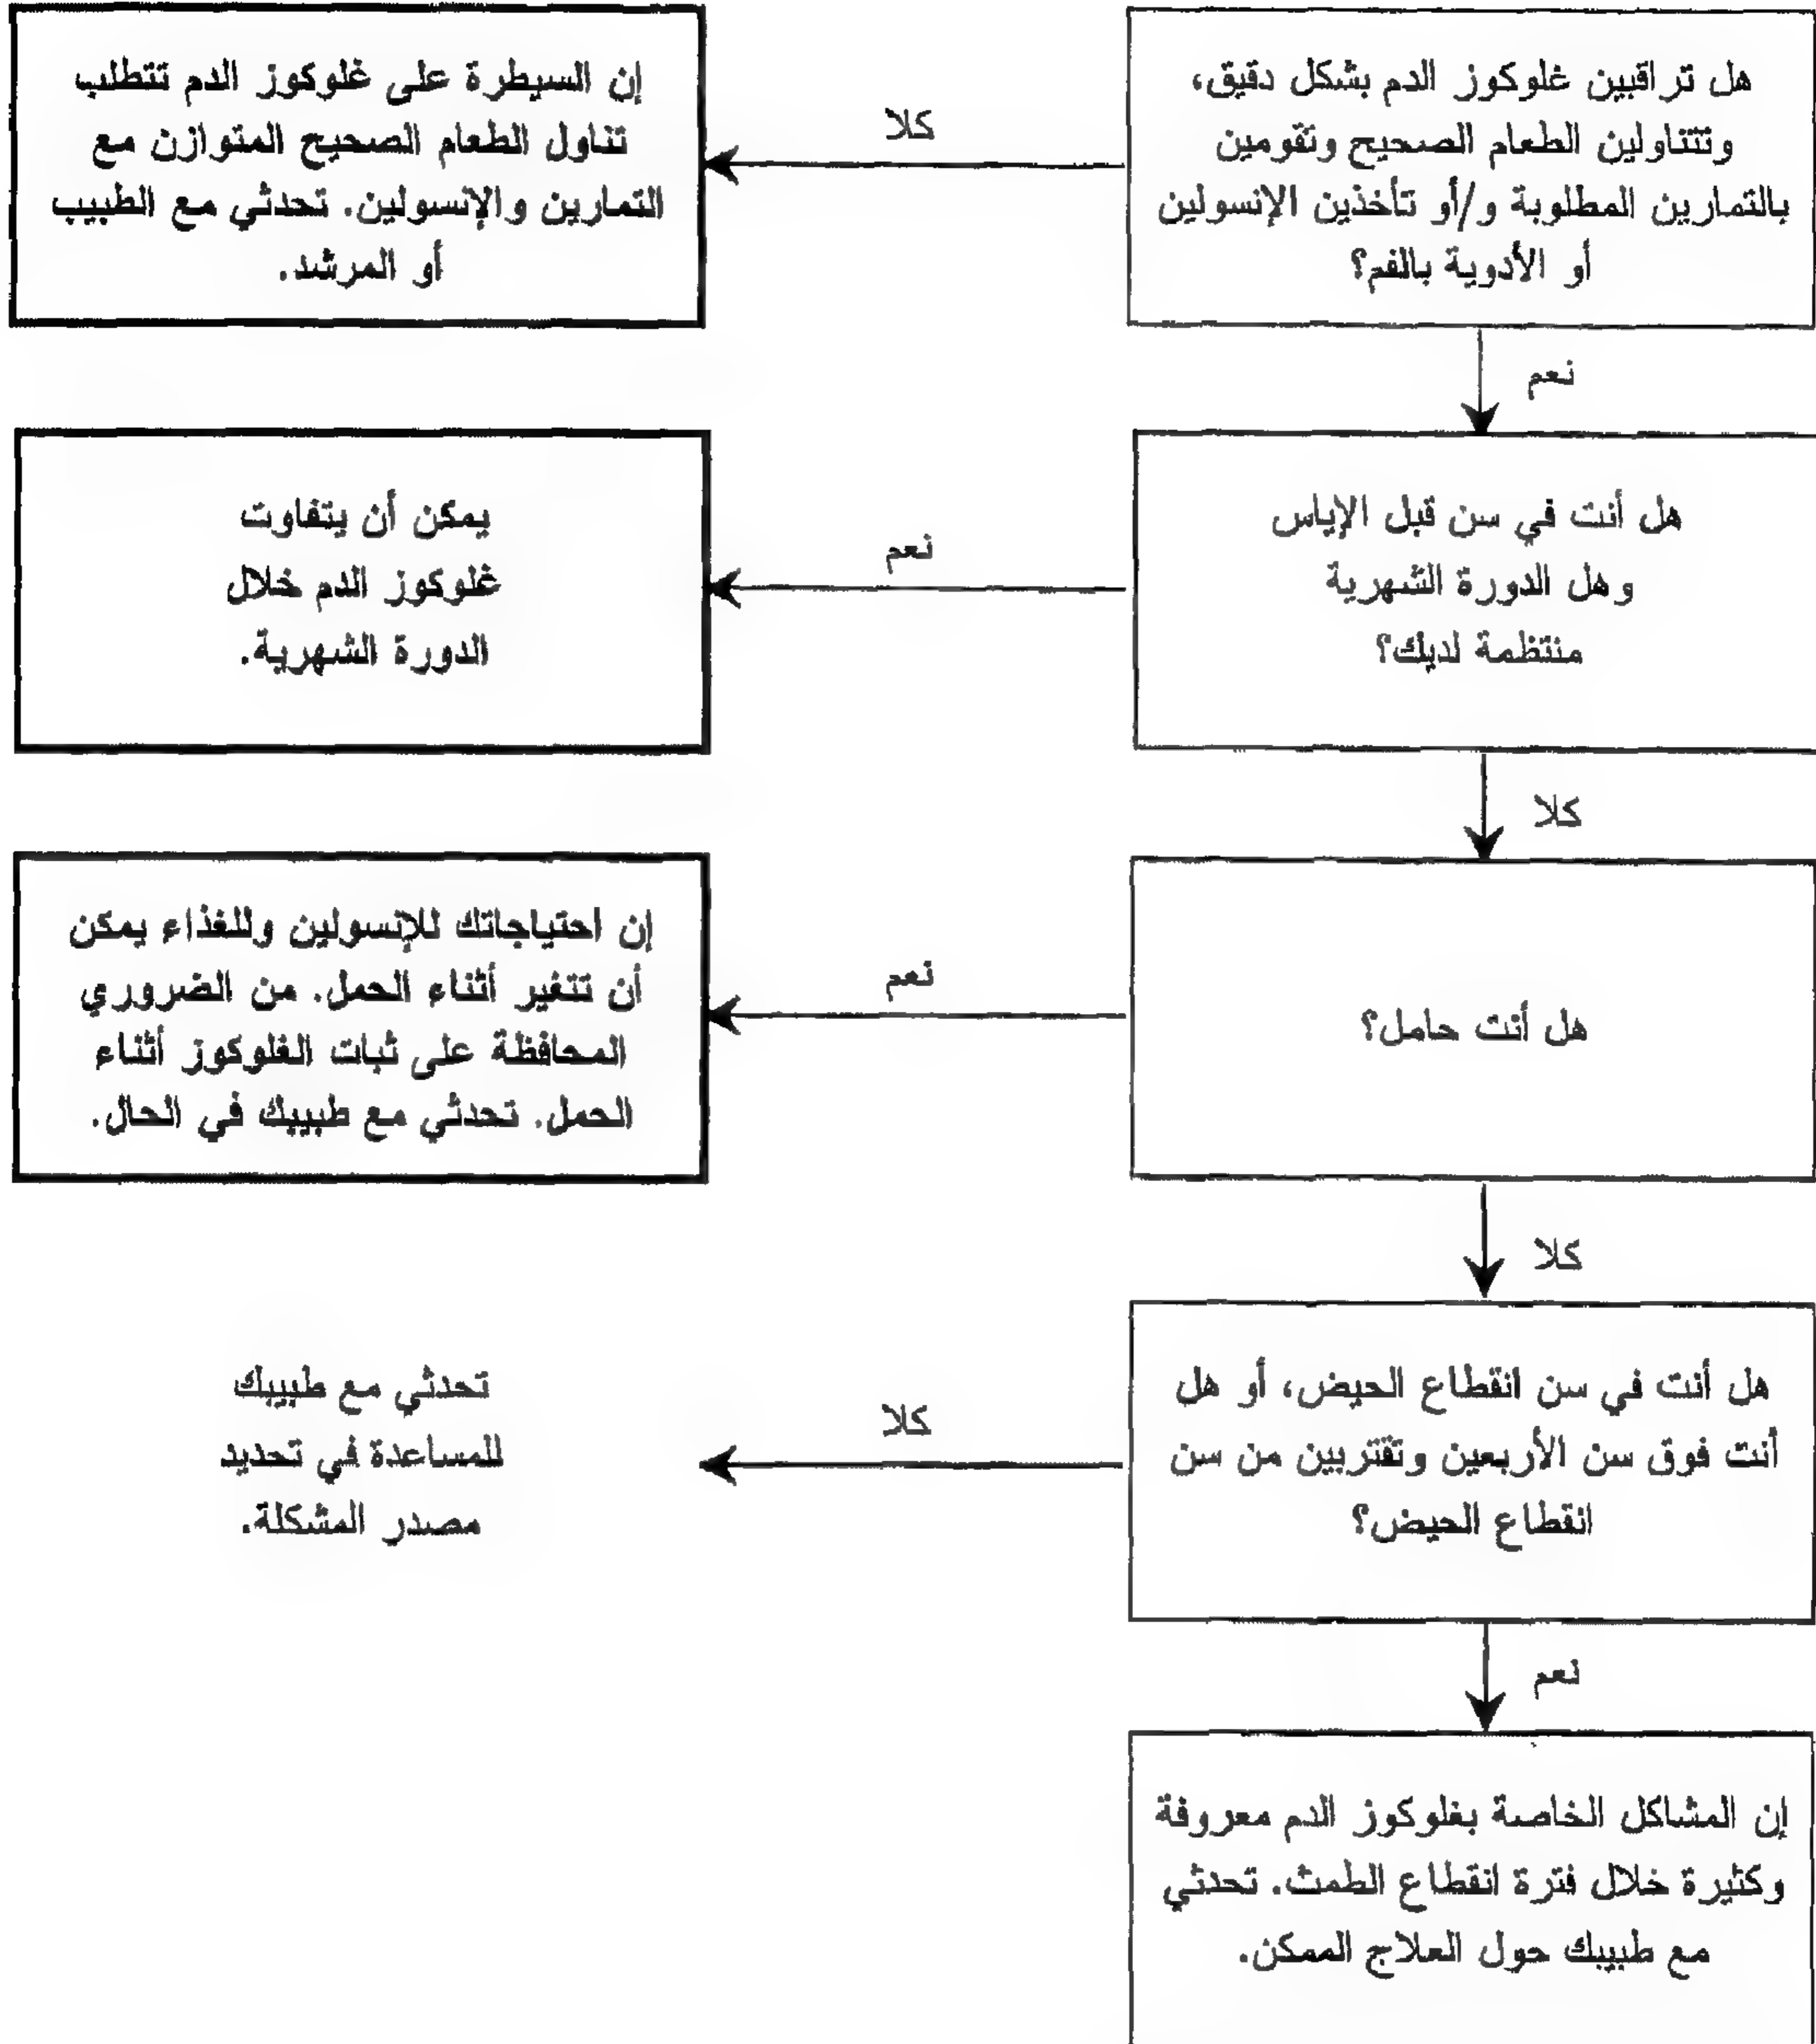 هل تراقبين غلوكوز الدم بشكل دقيق،
وتتناولين الطعام الصحيح وتقومين
بالتمارين المطلوبة و/أو تأخذين الإنسولين
أو الأدوية بالفم؟
كلا
إن السيطرة على غلوكوز الدم تتطلب
تناول الطعام الصحيح المتوازن مع
التمارين والإنسولين. تحدثي مع الطبيب
أو المرشد.
نعم
هل أنت في سن قبل الإياس
وهل الدورة الشهرية
منتظمة لديك؟
نعم
يمكن أن يتفاوت
غلوكوز الدم خلال
الدورة الشهرية.
كلا
هل أنت حامل؟
نعم
إن احتياجاتك للإنسولين وللغذاء يمكن
أن تتغير أثناء الحمل. من الضروري
المحافظة على ثبات الغلوكوز أثناء
الحمل. تحدثي مع طبيبك في الحال.
كلا
هل أنت في سن انقطاع الحيض، أو هل
أنت فوق سن الأربعين وتقتربين من سن
انقطاع الحيض؟
كلا
تحدثي مع طبيبك
للمساعدة في تحديد
مصدر المشكلة.
نعم
إن المشاكل الخاصة بغلوكوز الدم معروفة
وكثيرة خلال فترة انقطاع الطمث. تحدثي
مع طبيبك حول العلاج الممكن.